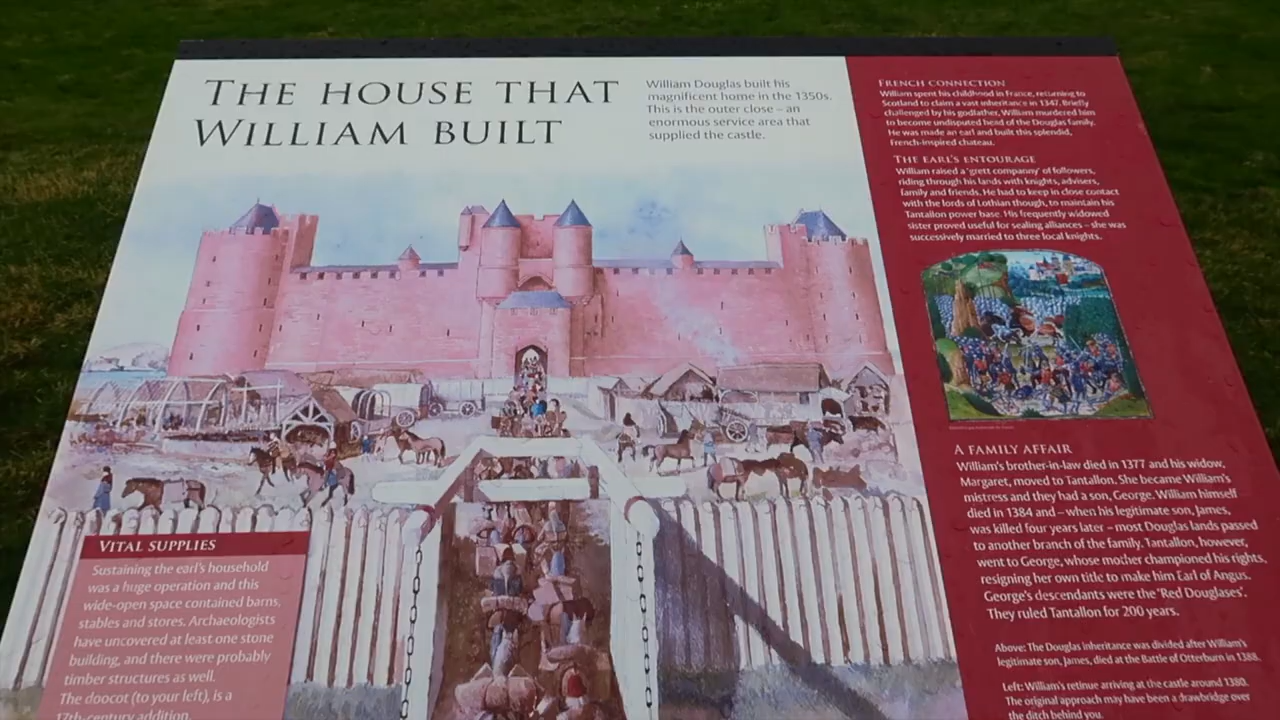 THE HOUSE THAT
WILLIAM BUILT
William Douglas built his
magnificent home in the 1350s.
This is the outer close – an
enormous service area that
supplied the castle.
FRENCH CONNECTION
William spent his childhood in France, returning to
Scotland to claim a vast inheritance in 1347. Briefly
challenged by his godfather, William murdered him
to become undisputed head of the Douglas family.
He was made an earl and built this splendid,
French-inspired chateau.
THE EARL'S ENTOURAGE
William raised a 'grett companny' of followers,
riding through his lands with knights, advisers,
family and friends. He had to keep in close contact
with the lords of Lothian though, to maintain his
Tantallon power base. His frequently widowed
sister proved useful for sealing alliances – she was
successively married to three local knights.
A FAMILY AFFAIR
William's brother-in-law died in 1377 and his widow,
Margaret, moved to Tantallon. She became William's
mistress and they had a son, George. William himself
died in 1384 and – when his legitimate son, James,
was killed four years later – most Douglas lands passed
to another branch of the family. Tantallon, however,
went to George, whose mother championed his rights,
resigning her own title to make him Earl of Angus.
George's descendants were the 'Red Douglases'.
They ruled Tantallon for 200 years.
Above: The Douglas inheritance was divided after William's
legitimate son, James, died at the Battle of Otterburn in 1388.
Left: William's retinue arriving at the castle around 1380.
The original approach may have been a drawbridge over
the ditch behind you.
VITAL SUPPLIES
Sustaining the earl's household
was a huge operation and this
wide-open space contained barns,
stables and stores. Archaeologists
have uncovered at least one stone
building, and there were probably
timber structures as well.
The doocot (to your left), is a
17th-century addition.